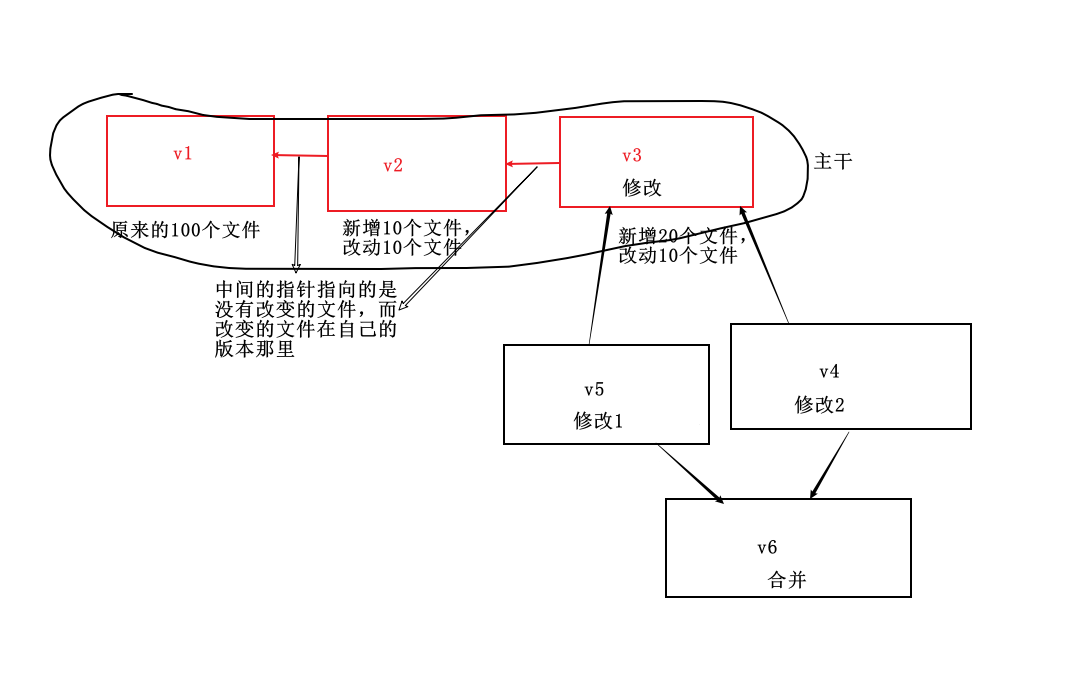 v1
v2
v3
修改
主干
原来的100个文件
新增10个文件，
改动10个文件
新增20个文件，
改动10个文件
中间的指针指向的是
没有改变的文件，而
改变的文件在自己的
版本那里
v5
修改1
v4
修改2
v6
合并